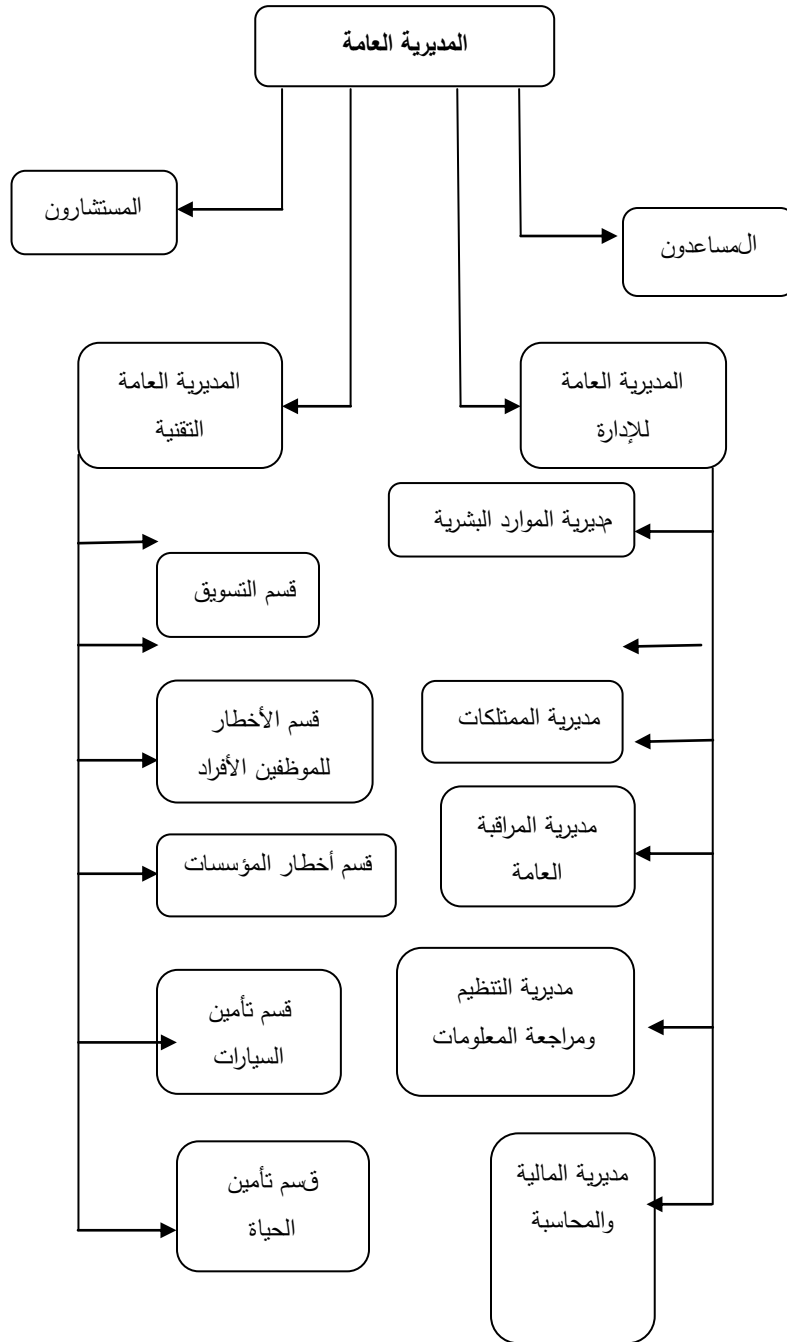 المديرية العامة
المستشارون
المساعدون
المديرية العامة
للإدارة
المديرية العامة
التقنية
مديرية الموارد البشرية
قسم التسويق
مديرية الممتلكات
قسم الأخطار
للموظفين الأفراد
مديرية المراقبة
العامة
قسم أخطار المؤسسات
مديرية التنظيم
ومراجعة المعلومات
قسم تأمين
السيارات
مديرية المالية
والمحاسبة
قسم تأمين
الحياة